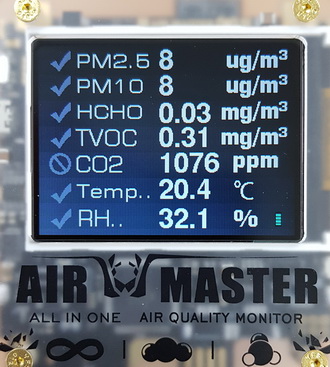 PM2.5 8 ug/m³
PM10 8 ug/m³
HCHO 0.03 mg/m³
TVOC 0.31 mg/m³
CO2 1076 ppm
Temp.. 20.4 ℃
RH.. 32.1 %
AIR MASTER
ALL IN ONE AIR QUALITY MONITOR